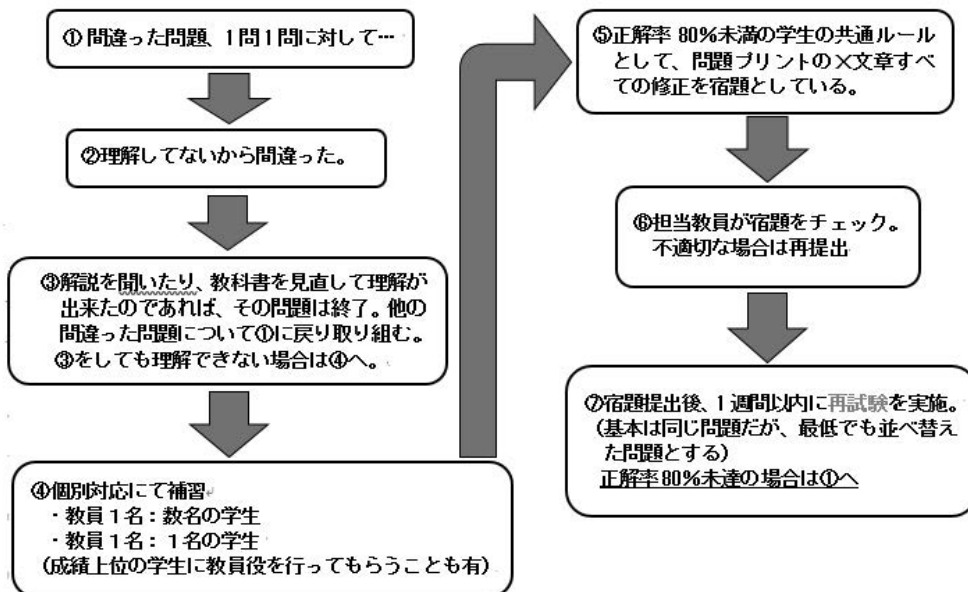 ①間違った問題、1問1問に対して…
②理解してないから間違った。
③解説を聞いたり、教科書を見直して理解が
出来たのであれば、その問題は終了。他の
間違った問題について①に戻り取り組む。
③をしても理解できない場合は④へ。
④個別対応にて補習
・教員1名:数名の学生
・教員1名:1名の学生
(成績上位の学生に教員役を行ってもらうことも有)
⑤正解率80%未満の学生の共通ルール
として、問題プリントの×文章すべ
ての修正を宿題としている。
⑥担当教員が宿題をチェック。
不適切な場合は再提出
⑦宿題提出後、1週間以内に再試験を実施。
(基本は同じ問題だが、最低でも並べ替え
た問題とする)
正解率80%未達の場合は①へ